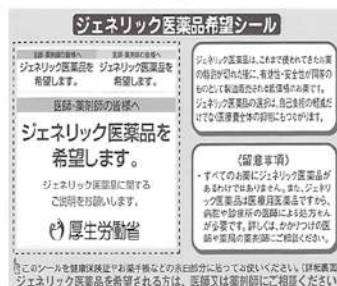 ジェネリック医薬品希望シール
医師・薬剤師の皆様へ
医師・薬剤師の皆様へ
ジェネリック医薬品を
希望します。
ジェネリック医薬品を
希望します。
医師・薬剤師の皆様へ
ジェネリック医薬品を
希望します。
ジェネリック医薬品に関する
ご説明をお願いします。
厚生労働省
ジェネリック医薬品は、これまで使われてきたお薬
の特許が切れた後に、有効性・安全性が同等の
ものとして製造販売される低価格のお薬です。
ジェネリック医薬品の選択は、自己負担の軽減だ
けでなく医療費全体の抑制にもつながります。
《留意事項》
・すべてのお薬にジェネリック医薬品が
あるわけではありません。また、ジェネリ
ック医薬品は医療用医薬品ですから、
病院や診療所の医師による処方せん
が必要です。詳しくは、かかりつけの医
師や薬局の薬剤師にご相談ください。
このシールを健康保険証やお薬手帳などの余白部分に貼ってお使いください。(詳細裏面
ジェネリック医薬品を希望される方は、医師又は薬剤師にご相談ください